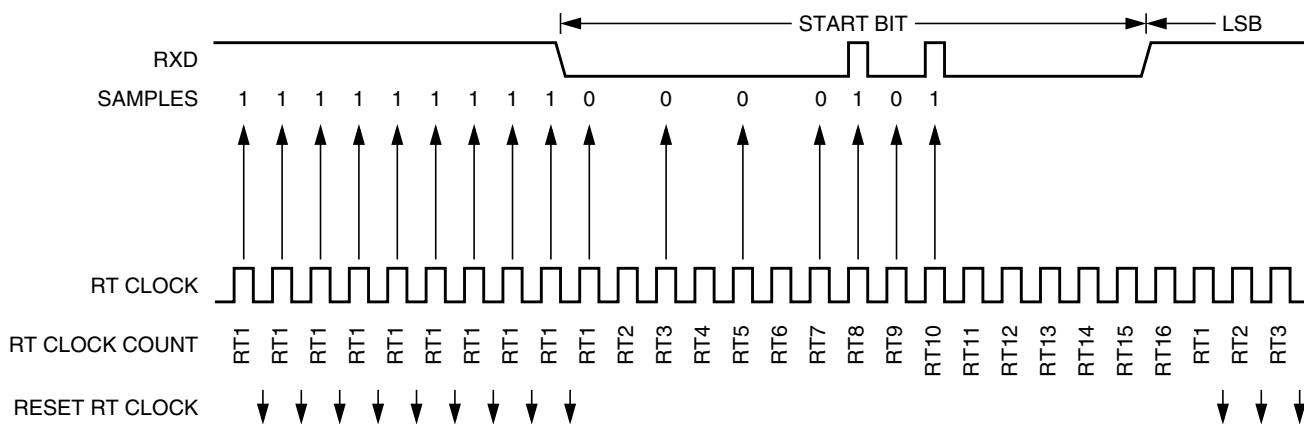 START BIT LSB
RXD
SAMPLES 1 1 1 1 1 1 1 1 1 0 0 0 0 1 0 1
RT CLOCK
RT CLOCK COUNT RT1 RT1 RT1 RT1 RT1 RT1 RT1 RT1 RT1 RT1 RT2 RT3 RT4 RT5 RT6 RT7 RT8 RT9 RT10 RT11 RT12 RT13 RT14 RT15 RT16 RT1 RT2 RT3
RESET RT CLOCK